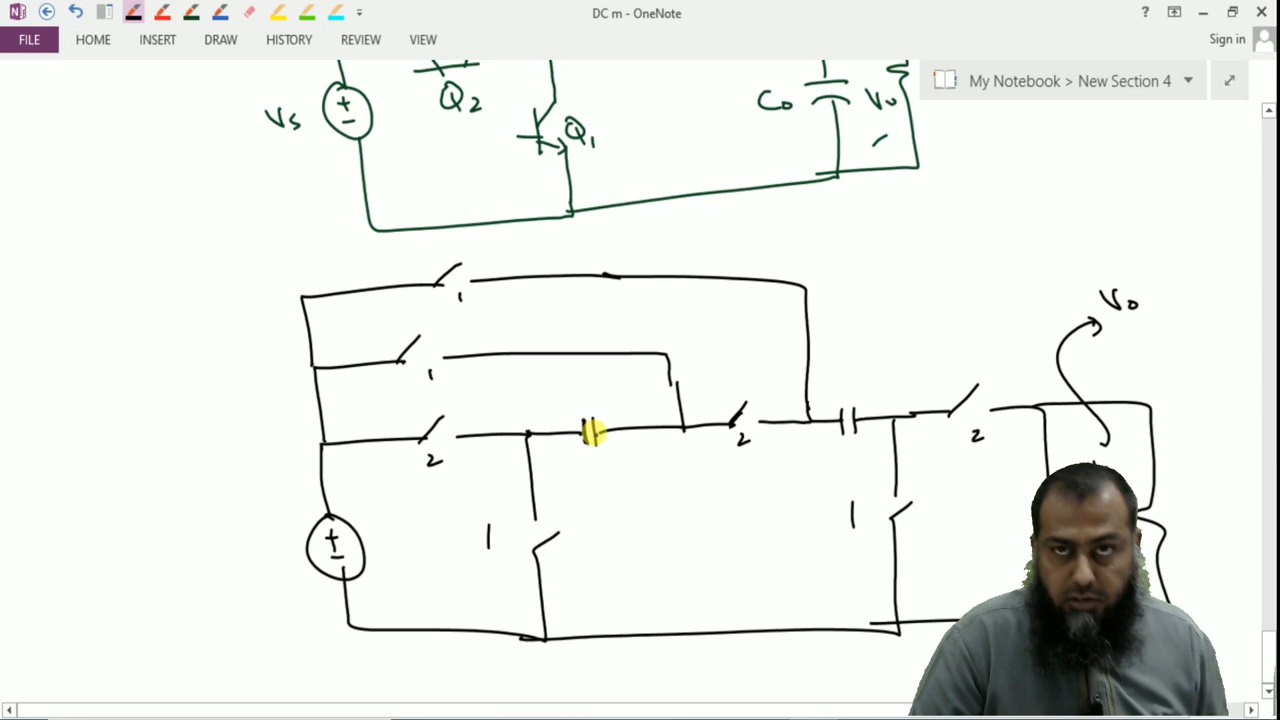 DC m - OneNote
? 
Sign in
FILE HOME INSERT DRAW HISTORY REVIEW VIEW
My Notebook > New Section 4
Vs
+
-
Q2
Q1
Co
Vo
1
Vo
1
2
2
2
+
-
1
1